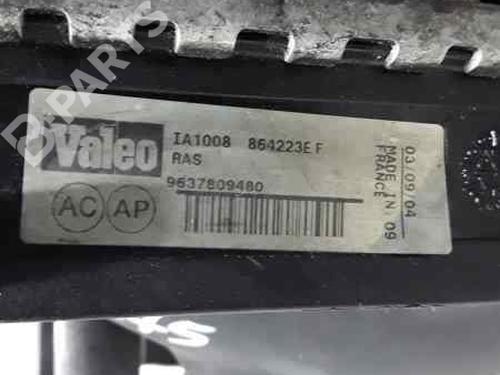 Valeo
IA1008 864223E F
RAS
9637809480
AC AP
03/09/04
MADE IN 09
FRANCE